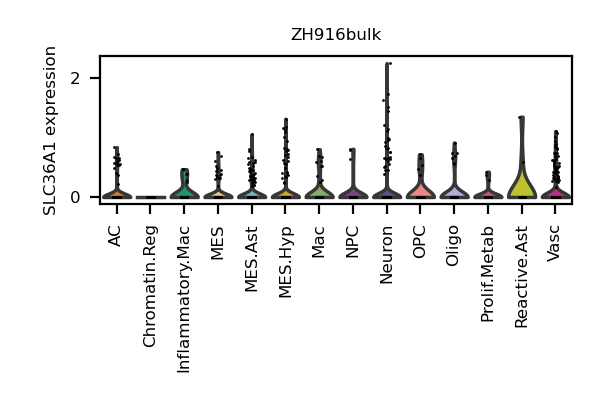 ZH916bulk
SLC36A1 expression
2
0
AC
Chromatin.Reg
Inflammatory.Mac
MES
MES.Ast
MES.Hyp
Mac
NPC
Neuron
OPC
Oligo
Prolif.Metab
Reactive.Ast
Vasc